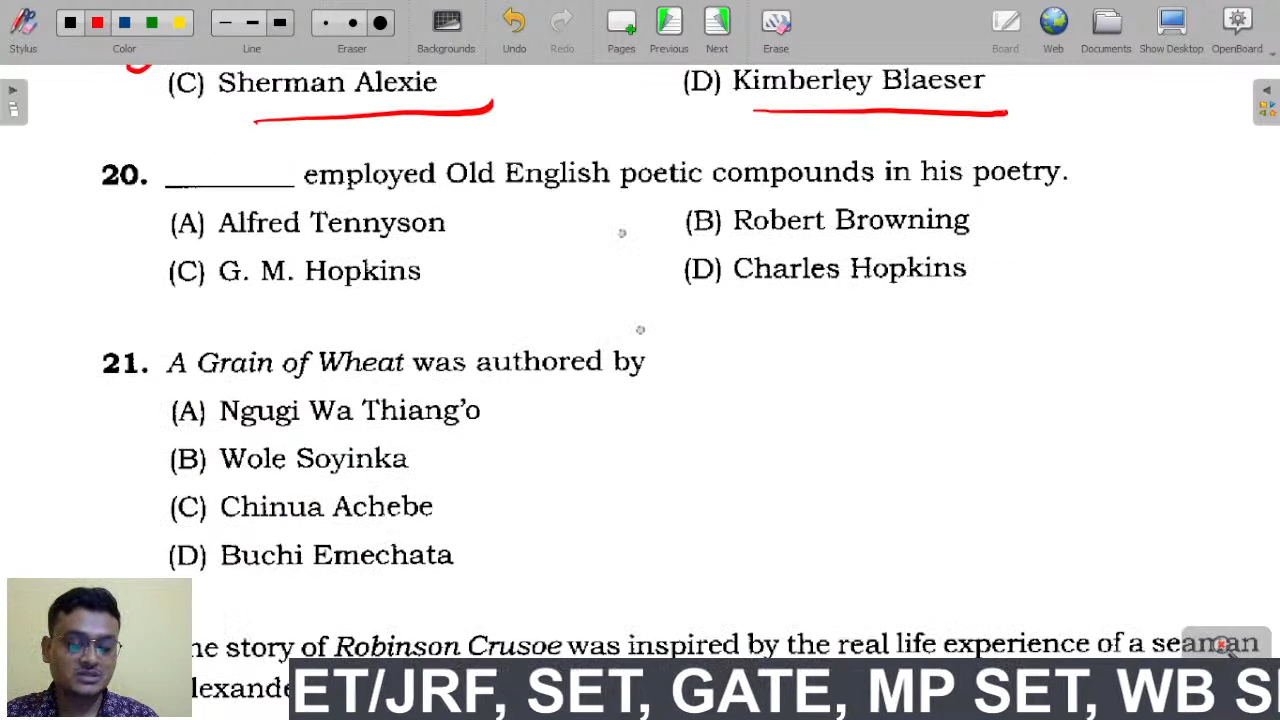 Stylus Color Line Eraser Backgrounds Undo Redo Pages Previous Next Erase Board Web Documents Show Desktop OpenBoard
(C) Sherman Alexie (D) Kimberley Blaeser
20. ________ employed Old English poetic compounds in his poetry.
(A) Alfred Tennyson (B) Robert Browning
(C) G. M. Hopkins (D) Charles Hopkins
21. A Grain of Wheat was authored by
(A) Ngugi Wa Thiang’o
(B) Wole Soyinka
(C) Chinua Achebe
(D) Buchi Emechata
he story of Robinson Crusoe was inspired by the real life experience of a seaman
lexande
ET/JRF, SET, GATE, MP SET, WB S